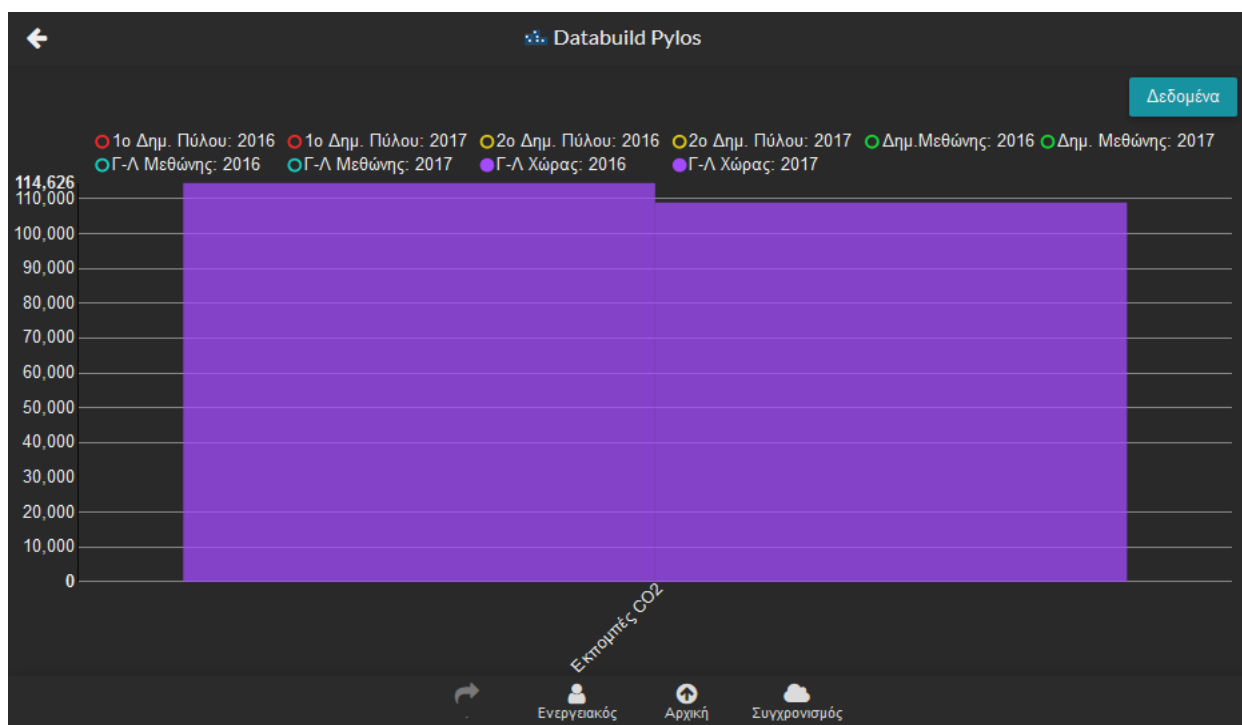 Databuild Pylos
Δεδομένα
1ο Δημ. Πύλου: 2016 1ο Δημ. Πύλου: 2017 2ο Δημ. Πύλου: 2016 2ο Δημ. Πύλου: 2017 Δημ.Μεθώνης: 2016 Δημ. Μεθώνης: 2017
Γ-Λ Μεθώνης: 2016 Γ-Λ Μεθώνης: 2017 Γ-Λ Χώρας: 2016 Γ-Λ Χώρας: 2017
114,626
110,000
100,000
90,000
80,000
70,000
60,000
50,000
40,000
30,000
20,000
10,000
0
Εκπομπές CO2
Ενεργειακός Αρχική Συγχρονισμός